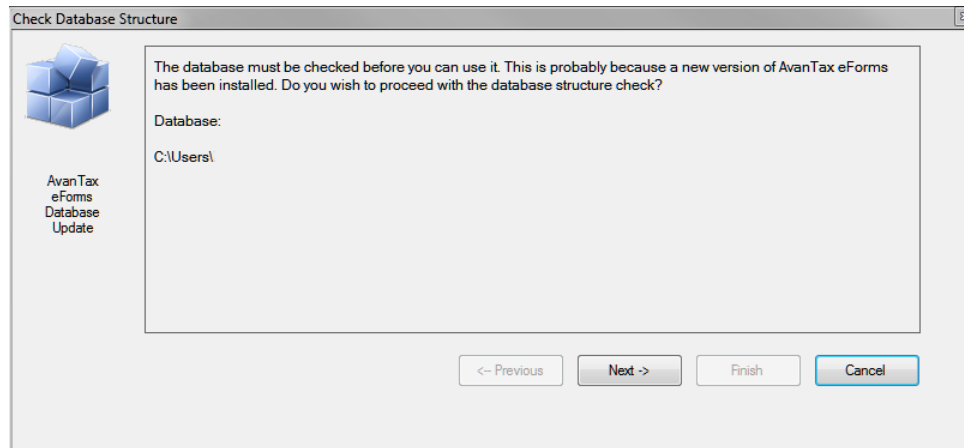 Check Database Structure
The database must be checked before you can use it. This is probably because a new version of AvanTax eForms
has been installed. Do you wish to proceed with the database structure check?
Database:
C:\Users\
AvanTax
eForms
Database
Update
<-- Previous
Next ->
Finish
Cancel